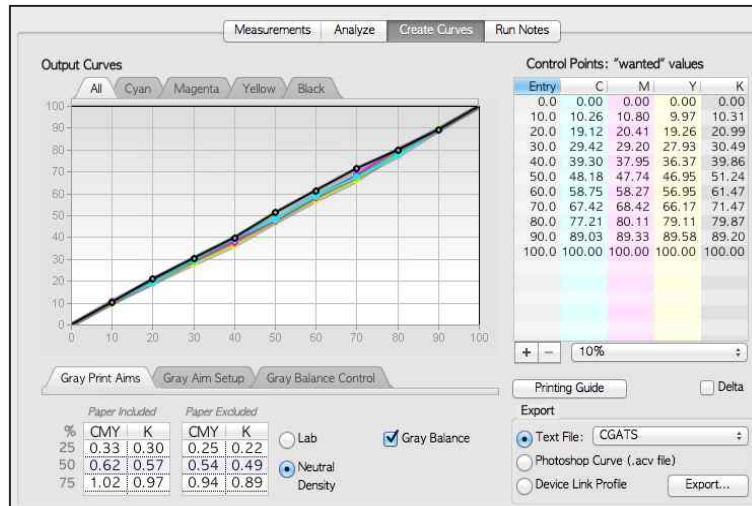 Measurements Analyze Create Curves Run Notes
Output Curves
All Cyan Magenta Yellow Black
100
90
80
70
60
50
40
30
20
10
0
0 10 20 30 40 50 60 70 80 90 100
Control Points: "wanted" values
Entry C M Y K
0.0 0.00 0.00 0.00 0.00
10.0 10.26 10.80 9.97 10.31
20.0 19.12 20.41 19.26 20.99
30.0 29.42 29.20 27.93 30.49
40.0 39.30 37.95 36.37 39.86
50.0 48.18 47.74 46.95 51.24
60.0 58.75 58.27 56.95 61.47
70.0 67.42 68.42 66.17 71.47
80.0 77.21 80.11 79.11 79.87
90.0 89.03 89.33 89.58 89.20
100.0 100.00 100.00 100.00 100.00
+ − 10%
Printing Guide Delta
Gray Print Aims Gray Aim Setup Gray Balance Control
Paper Included Paper Excluded
% CMY K CMY K
25 0.33 0.30 0.25 0.22
50 0.62 0.57 0.54 0.49
75 1.02 0.97 0.94 0.89
Lab
Neutral
Density
Gray Balance
Export
Text File: CGATS
Photoshop Curve (.acv file)
Device Link Profile Export...